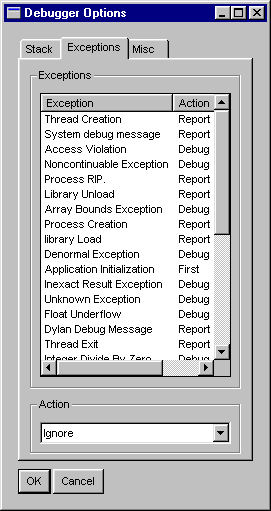 Debugger Options
Stack Exceptions Misc
Exceptions
Exception Action
Thread Creation Report
System debug message Report
Access Violation Debug
Noncontinuable Exception Debug
Process RIP. Report
Library Unload Report
Array Bounds Exception Debug
Process Creation Report
library Load Report
Denormal Exception Debug
Application Initialization First
Inexact Result Exception Debug
Unknown Exception Debug
Float Underflow Debug
Dylan Debug Message Report
Thread Exit Report
Integer Divide By Zero Debug
Action
Ignore
OK Cancel